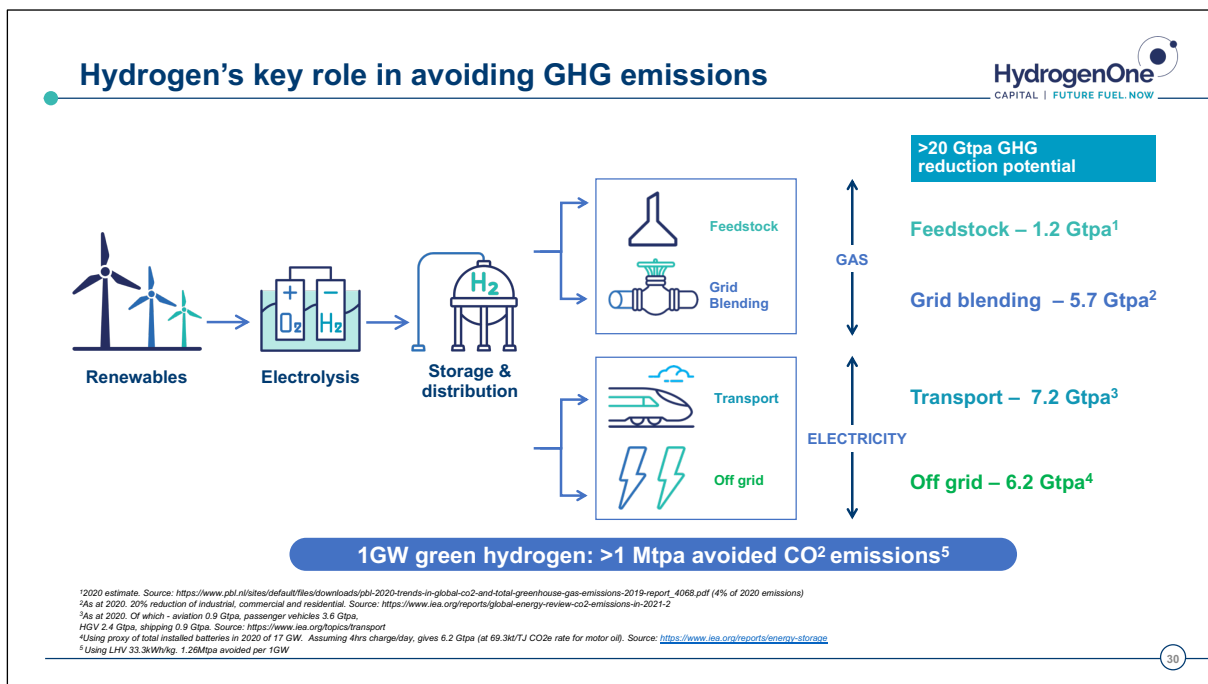 Hydrogen's key role in avoiding GHG emissions
HydrogenOne
CAPITAL | FUTURE FUEL.NOW
>20 Gtpa GHG
reduction potential
Feedstock
Feedstock – 1.2 Gtpa¹
GAS
Grid
Blending
Grid blending – 5.7 Gtpa²
+
−
O₂
H₂
H₂
Renewables
Electrolysis
Storage &
distribution
Transport
Transport – 7.2 Gtpa³
ELECTRICITY
Off grid
Off grid – 6.2 Gtpa⁴
1GW green hydrogen: >1 Mtpa avoided CO² emissions⁵
¹2020 estimate. Source: https://www.pbl.nl/sites/default/files/downloads/pbl-2020-trends-in-global-co2-and-total-greenhouse-gas-emissions-2019-report_4068.pdf (4% of 2020 emissions)
²As at 2020. 20% reduction of industrial, commercial and residential. Source: https://www.iea.org/reports/global-energy-review-co2-emissions-in-2021-2
³As at 2020. Of which - aviation 0.9 Gtpa, passenger vehicles 3.6 Gtpa,
HGV 2.4 Gtpa, shipping 0.9 Gtpa. Source: https://www.iea.org/topics/transport
⁴Using proxy of total installed batteries in 2020 of 17 GW. Assuming 4hrs charge/day, gives 6.2 Gtpa (at 69.3kt/TJ CO2e rate for motor oil). Source: https://www.iea.org/reports/energy-storage
⁵ Using LHV 33.3kWh/kg. 1.26Mtpa avoided per 1GW
30